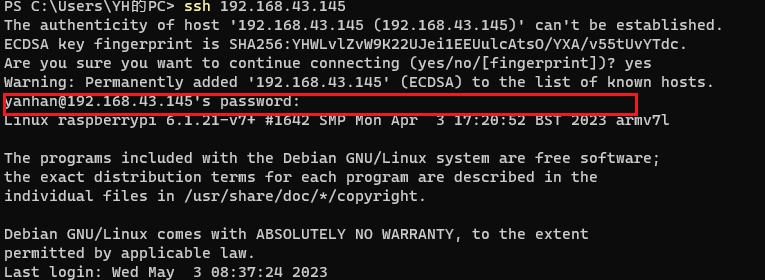 PS C:\Users\YH的PC> ssh 192.168.43.145
The authenticity of host '192.168.43.145 (192.168.43.145)' can't be established.
ECDSA key fingerprint is SHA256:YHWLvlZvW9K22UJei1EEUulcAtsO/YXA/v55tUvYTdc.
Are you sure you want to continue connecting (yes/no/[fingerprint])? yes
Warning: Permanently added '192.168.43.145' (ECDSA) to the list of known hosts.
yanhan@192.168.43.145's password:
Linux raspberrypi 6.1.21-v7+ #1642 SMP Mon Apr  3 17:20:52 BST 2023 armv7l

The programs included with the Debian GNU/Linux system are free software;
the exact distribution terms for each program are described in the
individual files in /usr/share/doc/*/copyright.

Debian GNU/Linux comes with ABSOLUTELY NO WARRANTY, to the extent
permitted by applicable law.
Last login: Wed May  3 08:37:24 2023